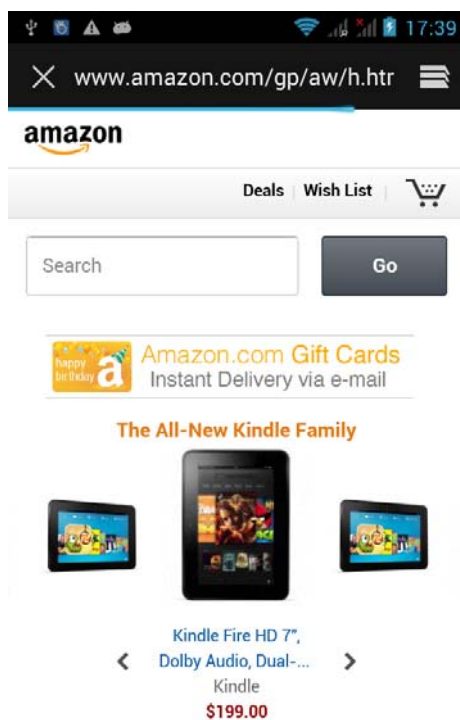 17:39
www.amazon.com/gp/aw/h.htr
amazon
Deals | Wish List |
Search
Go
happy
birthday
a
Amazon.com Gift Cards
Instant Delivery via e-mail
The All-New Kindle Family
Kindle Fire HD 7",
Dolby Audio, Dual-...
Kindle
$199.00